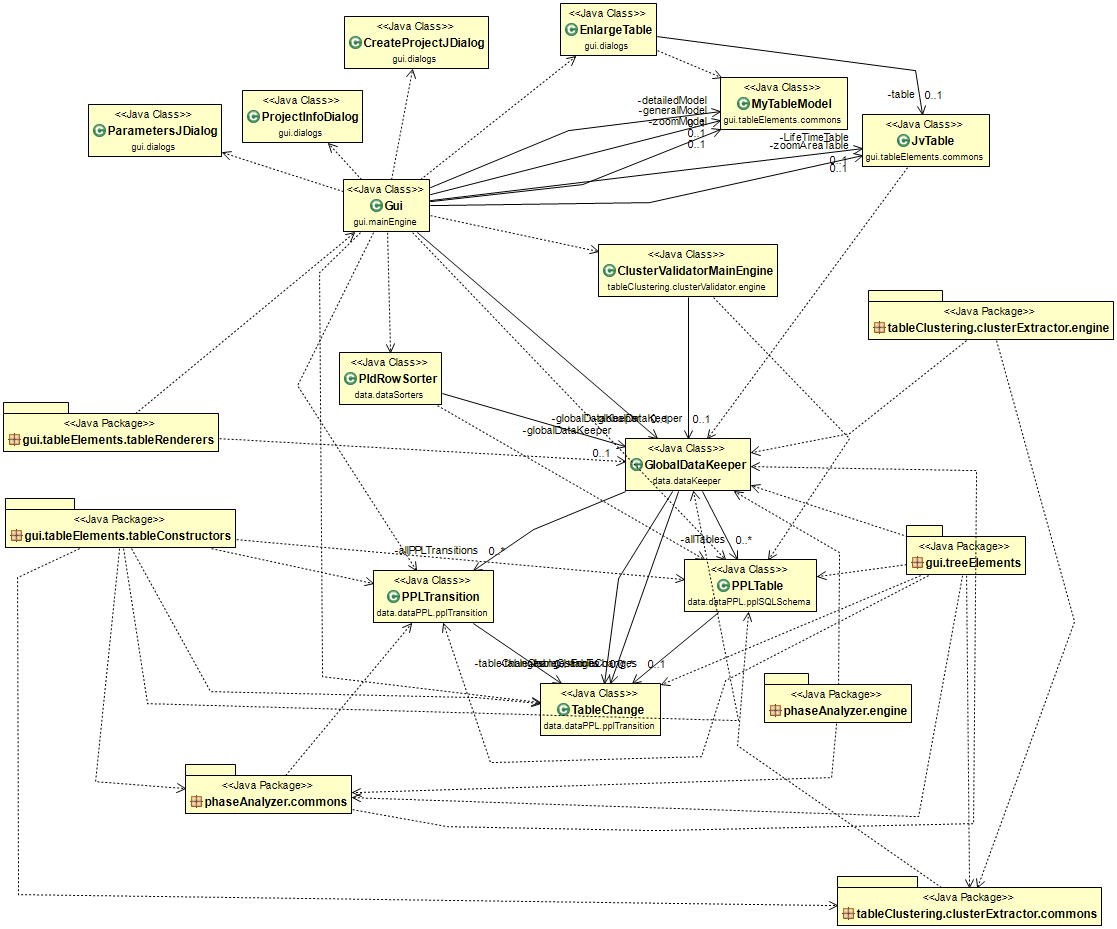 <<Java Class>>
CreateProjectJDialog
gui.dialogs
<<Java Class>>
EnlargeTable
gui.dialogs
<<Java Class>>
ProjectInfoDialog
gui.dialogs
<<Java Class>>
ParametersJDialog
gui.dialogs
<<Java Class>>
MyTableModel
gui.tableElements.commons
-table 0..1
-detailedModel
-generalModel
-zoomModel
0..1
0..1
<<Java Class>>
JvTable
gui.tableElements.commons
-LifeTimeTable
-zoomAreaTable
0..1
0..1
<<Java Class>>
Gui
gui.mainEngine
<<Java Class>>
ClusterValidatorMainEngine
tableClustering.clusterValidator.engine
<<Java Package>>
tableClustering.clusterExtractor.engine
<<Java Class>>
PldRowSorter
data.dataSorters
<<Java Package>>
gui.tableElements.tableRenderers
-globalDataKeeper
0..1
-globalDataKeeper
0..1
<<Java Class>>
GlobalDataKeeper
data.dataKeeper
<<Java Package>>
gui.tableElements.tableConstructors
-allPPLTransitions 0..*
-allTables 0..*
<<Java Package>>
gui.treeElements
<<Java Class>>
PPLTransition
data.dataPPL.pplTransition
<<Java Class>>
PPLTable
data.dataPPL.pplSQLSchema
0..1
<<Java Class>>
TableChange
data.dataPPL.pplTransition
<<Java Package>>
phaseAnalyzer.engine
<<Java Package>>
phaseAnalyzer.commons
<<Java Package>>
tableClustering.clusterExtractor.commons